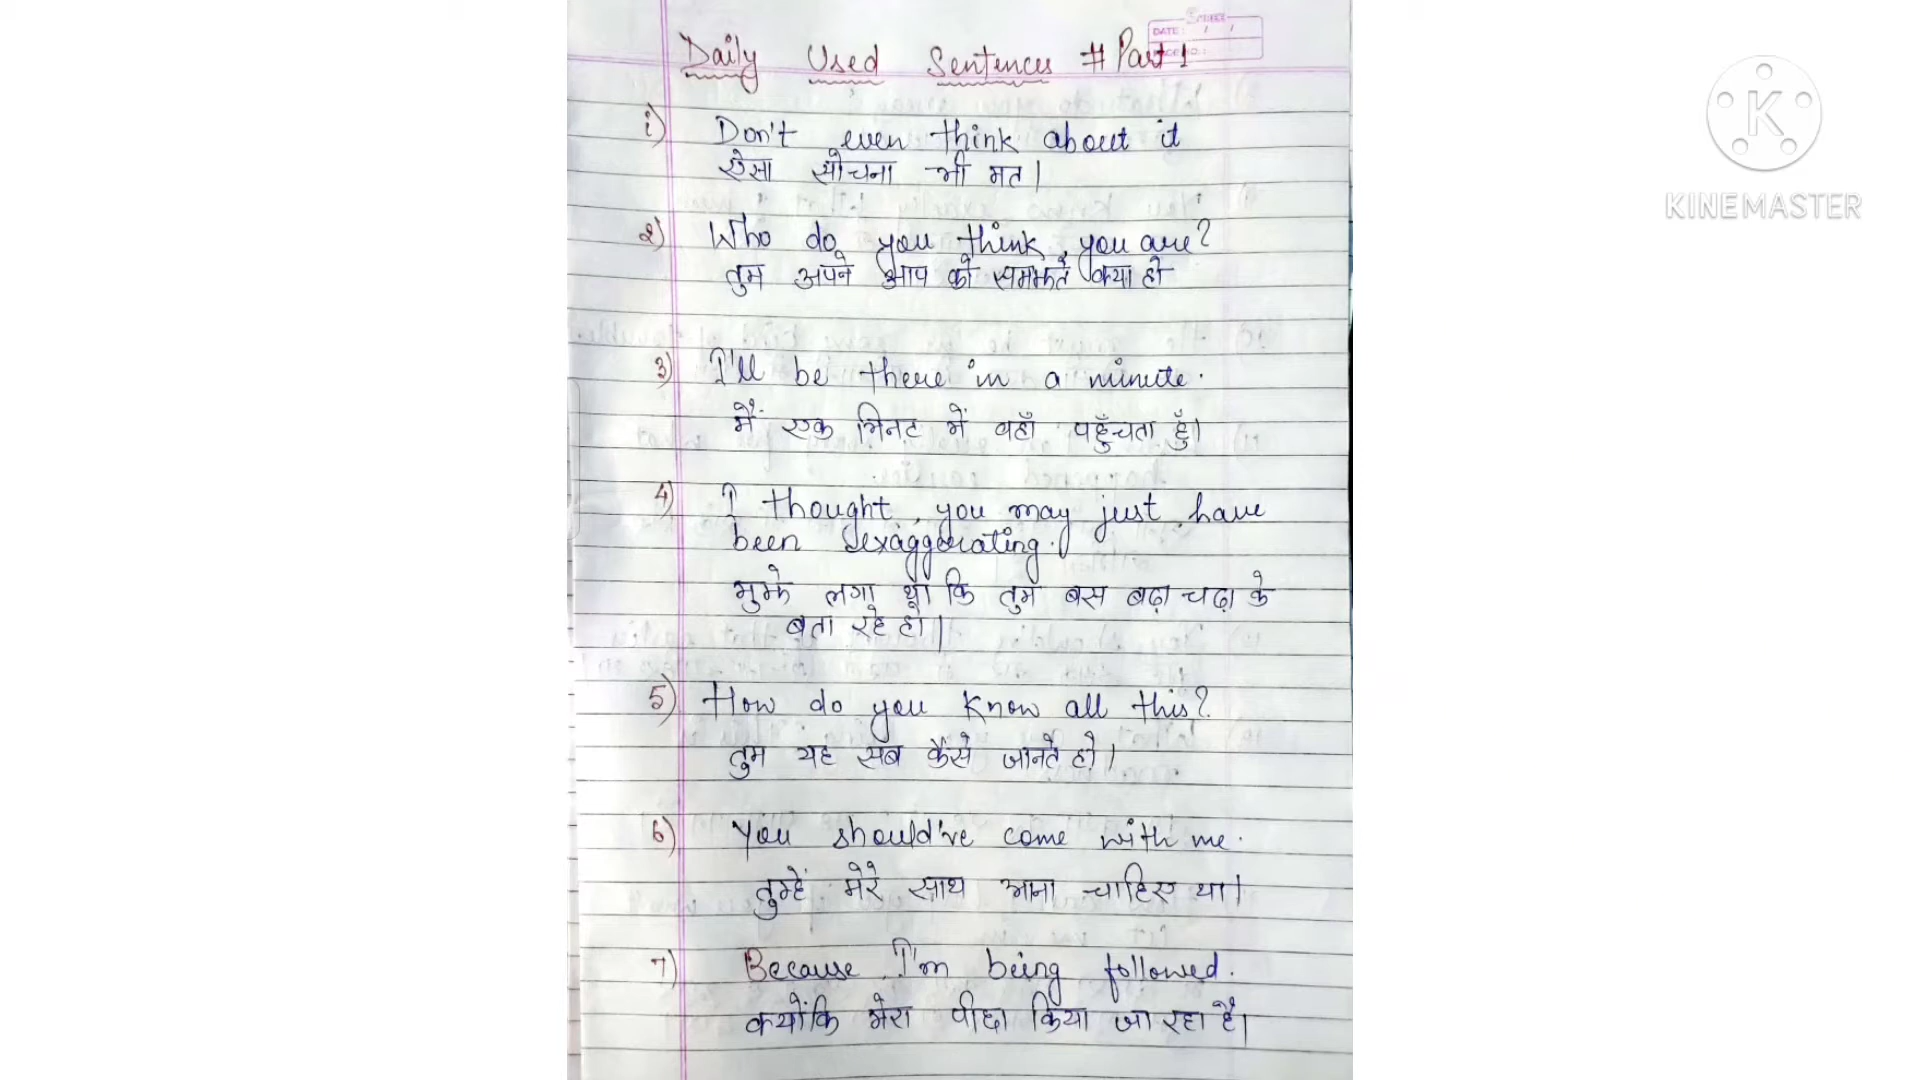 DATE: / /
Daily Used Sentences # Part 1
i) Don't even think about it
ऐसा सोचना भी मत।
2) Who do you think you are?
तुम अपने आप को समझते क्या हो
3) I'll be there in a minute.
मैं एक मिनट में वहाँ पहुँचता हुँ।
4) I thought you may just have
been exaggerating.
मुझे लगा था कि तुम बस बढ़ा चढ़ा के
बता रहे हो।
5) How do you know all this?
तुम यह सब कैसे जानते हो।
6) You should've come with me.
तुम्हें मेरे साथ आना चाहिए था।
7) Because I'm being followed.
क्योंकि मेरा पीछा किया जा रहा है।
K
KINEMASTER